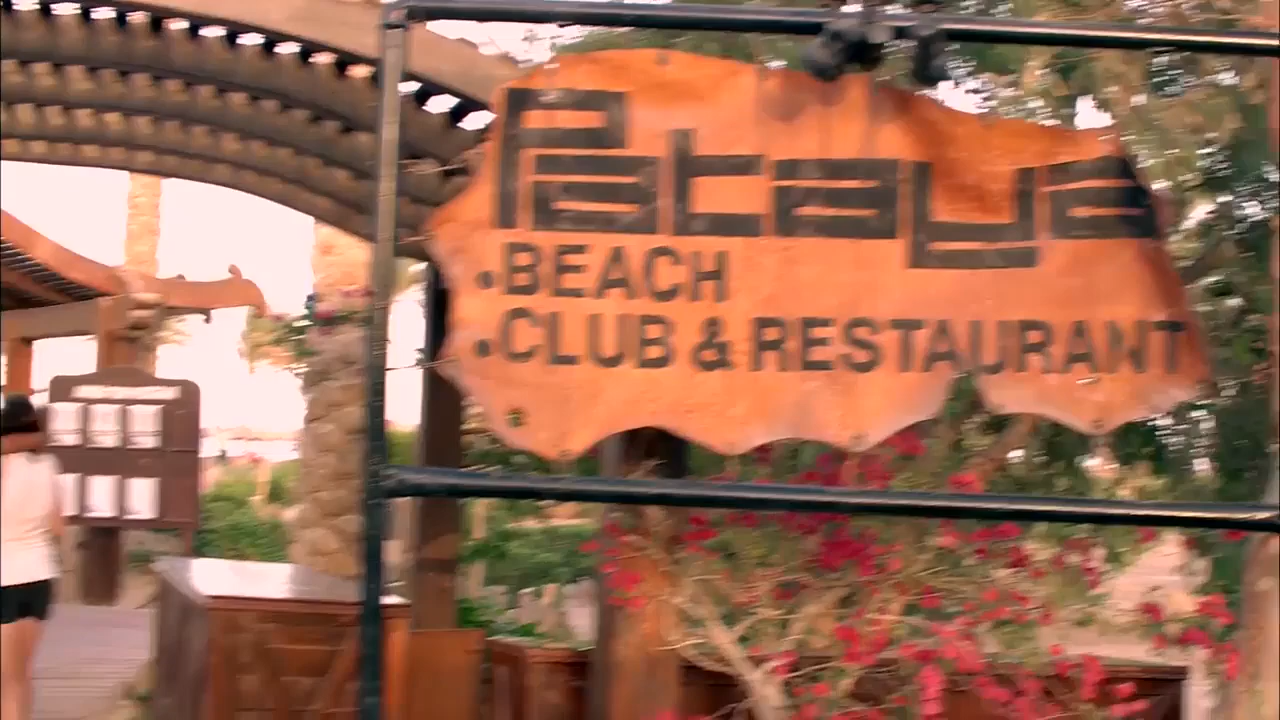 Pataya
• BEACH
• CLUB & RESTAURANT